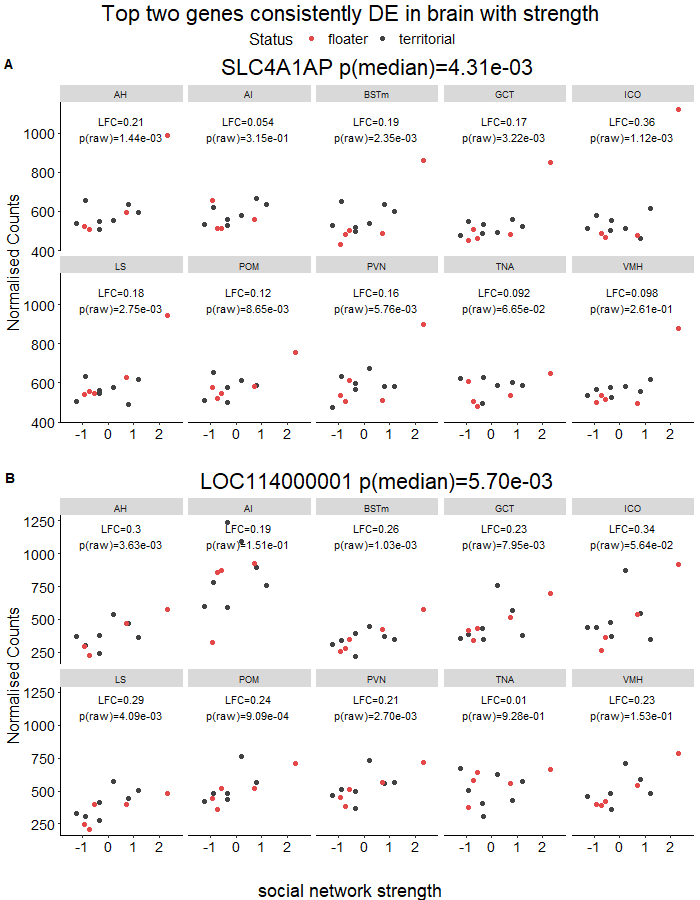 Top two genes consistently DE in brain with strength
Status floater territorial
A
SLC4A1AP p(median)=4.31e-03
AH AI BSTm GCT ICO
LFC=0.21 LFC=0.054 LFC=0.19 LFC=0.17 LFC=0.36
p(raw)=1.44e-03 p(raw)=3.15e-01 p(raw)=2.35e-03 p(raw)=3.22e-03 p(raw)=1.12e-03
1000
800
600
400
LS POM PVN TNA VMH
LFC=0.18 LFC=0.12 LFC=0.16 LFC=0.092 LFC=0.098
p(raw)=2.75e-03 p(raw)=8.65e-03 p(raw)=5.76e-03 p(raw)=6.65e-02 p(raw)=2.61e-01
1000
800
600
400
Normalised Counts
-1 0 1 2 -1 0 1 2 -1 0 1 2 -1 0 1 2 -1 0 1 2
B
LOC114000001 p(median)=5.70e-03
AH AI BSTm GCT ICO
1250
LFC=0.3 LFC=0.19 LFC=0.26 LFC=0.23 LFC=0.34
p(raw)=3.63e-03 p(raw)=1.51e-01 p(raw)=1.03e-03 p(raw)=7.95e-03 p(raw)=5.64e-02
1000
750
500
250
LS POM PVN TNA VMH
1250
LFC=0.29 LFC=0.24 LFC=0.21 LFC=0.01 LFC=0.23
p(raw)=4.09e-03 p(raw)=9.09e-04 p(raw)=2.70e-03 p(raw)=9.28e-01 p(raw)=1.53e-01
1000
750
500
250
Normalised Counts
-1 0 1 2 -1 0 1 2 -1 0 1 2 -1 0 1 2 -1 0 1 2
social network strength